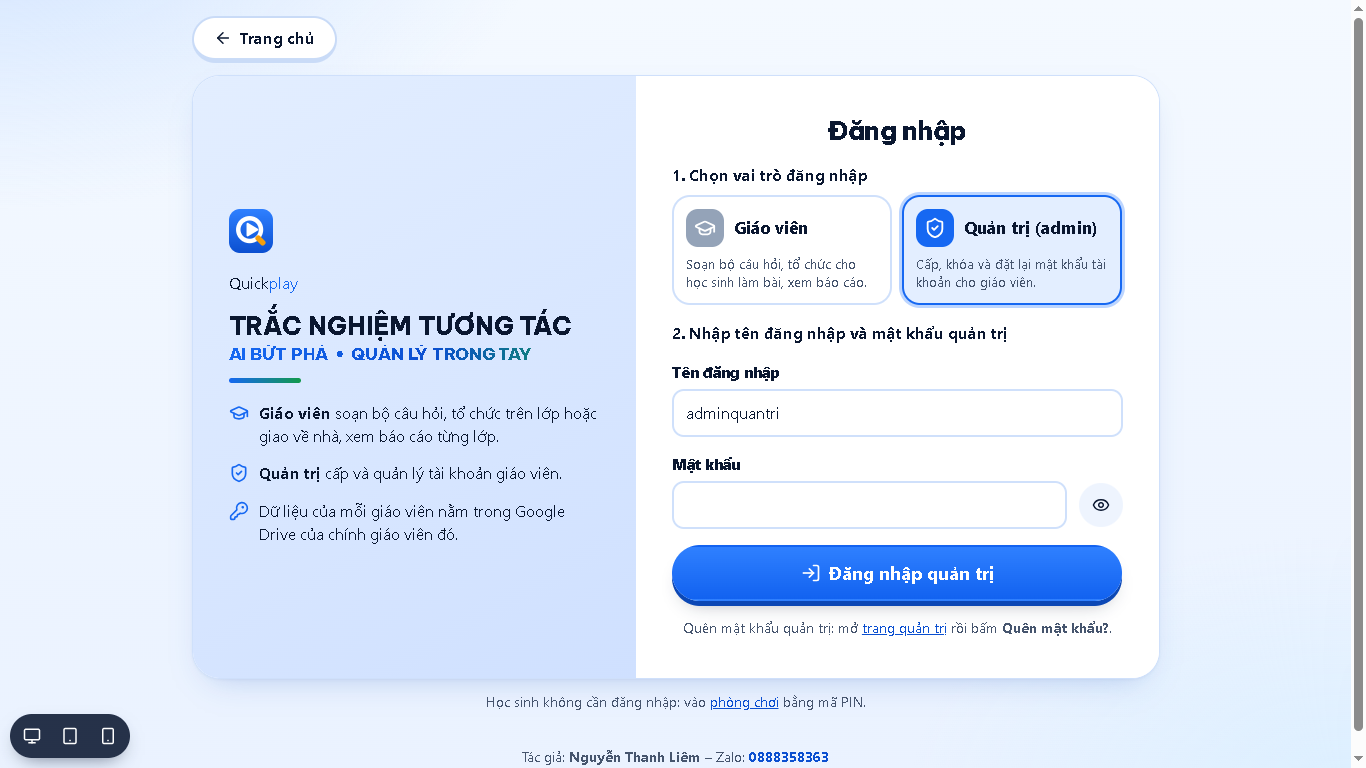 Trang chủ
Quickplay
TRẮC NGHIỆM TƯƠNG TÁC
AI BỨT PHÁ • QUẢN LÝ TRONG TAY
Giáo viên soạn bộ câu hỏi, tổ chức trên lớp hoặc
giao về nhà, xem báo cáo từng lớp.
Quản trị cấp và quản lý tài khoản giáo viên.
Dữ liệu của mỗi giáo viên nằm trong Google
Drive của chính giáo viên đó.
Đăng nhập
1. Chọn vai trò đăng nhập
Giáo viên
Soạn bộ câu hỏi, tổ chức cho
học sinh làm bài, xem báo cáo.
Quản trị (admin)
Cấp, khóa và đặt lại mật khẩu tài
khoản cho giáo viên.
2. Nhập tên đăng nhập và mật khẩu quản trị
Tên đăng nhập
adminquantri
Mật khẩu
Đăng nhập quản trị
Quên mật khẩu quản trị: mở trang quản trị rồi bấm Quên mật khẩu?.
Học sinh không cần đăng nhập: vào phòng chơi bằng mã PIN.
Tác giả: Nguyễn Thanh Liêm – Zalo: 0888358363